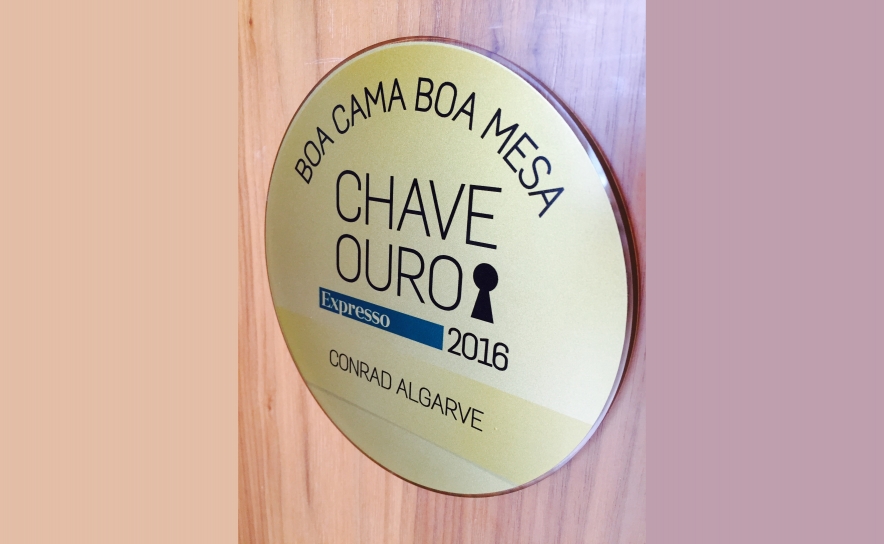 BOA CAMA BOA MESA
CHAVE
OURO
Expresso
2016
CONRAD ALGARVE